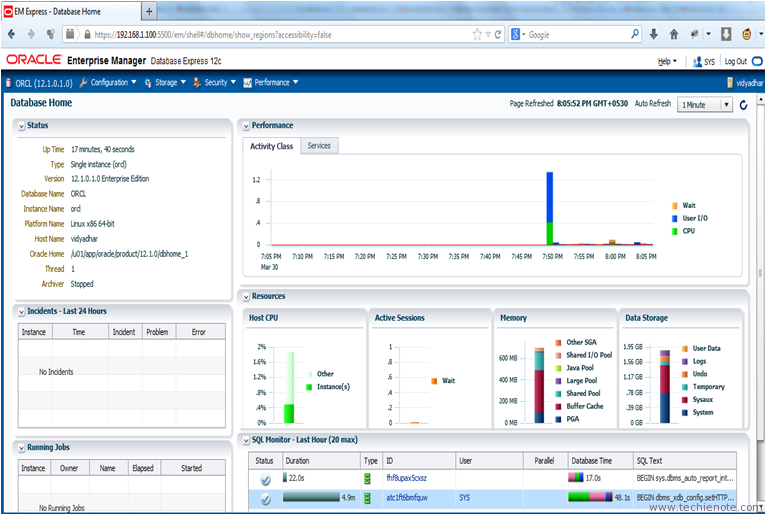 EM Express - Database Home
https://192.168.1.100:5500/em/shell#/dbhome/show_regions?accessibility=false
Google
ORACLE Enterprise Manager Database Express 12c
Help SYS Log Out
ORCL (12.1.0.1.0) Configuration Storage Security Performance vidyadhar
Database Home
Page Refreshed 8:05:52 PM GMT+0530 Auto Refresh 1 Minute
Status
Up Time 17 minutes, 40 seconds
Type Single instance (orcl)
Version 12.1.0.1.0 Enterprise Edition
Database Name ORCL
Instance Name orcl
Platform Name Linux x86 64-bit
Host Name vidyadhar
Oracle Home /u01/app/oracle/product/12.1.0/dbhome_1
Thread 1
Archiver Stopped
Performance
Activity Class Services
1.2
.8
.4
0
7:05 PM 7:10 PM 7:15 PM 7:20 PM 7:25 PM 7:30 PM 7:35 PM 7:40 PM 7:45 PM 7:50 PM 7:55 PM 8:00 PM 8:05 PM
Mar 30
Wait
User I/O
CPU
Incidents - Last 24 Hours
Instance Time Incident Problem Error
No Incidents
Resources
Host CPU
2%
1.6%
1.2%
.8%
.4%
0%
Other
Instance(s)
Active Sessions
1
.8
.6
.4
.2
0
Wait
Memory
600 MB
400 MB
200 MB
0 MB
Other SGA
Shared I/O Pool
Java Pool
Large Pool
Shared Pool
Buffer Cache
PGA
Data Storage
1.95 GB
1.56 GB
1.17 GB
.78 GB
.39 GB
0 GB
User Data
Logs
Undo
Temporary
Sysaux
System
Running Jobs
Instance Owner Name Elapsed Started
No Running Jobs
SQL Monitor - Last Hour (20 max)
Status Duration Type ID User Parallel Database Time SQL Text
22.0s fhf8upax5cxsz 17.0s BEGIN sys.dbms_auto_report_int...
4.9m atc1ft6bmfquw SYS 48.1s BEGIN dbms_xdb_config.setHTTP...
www.techienote.com